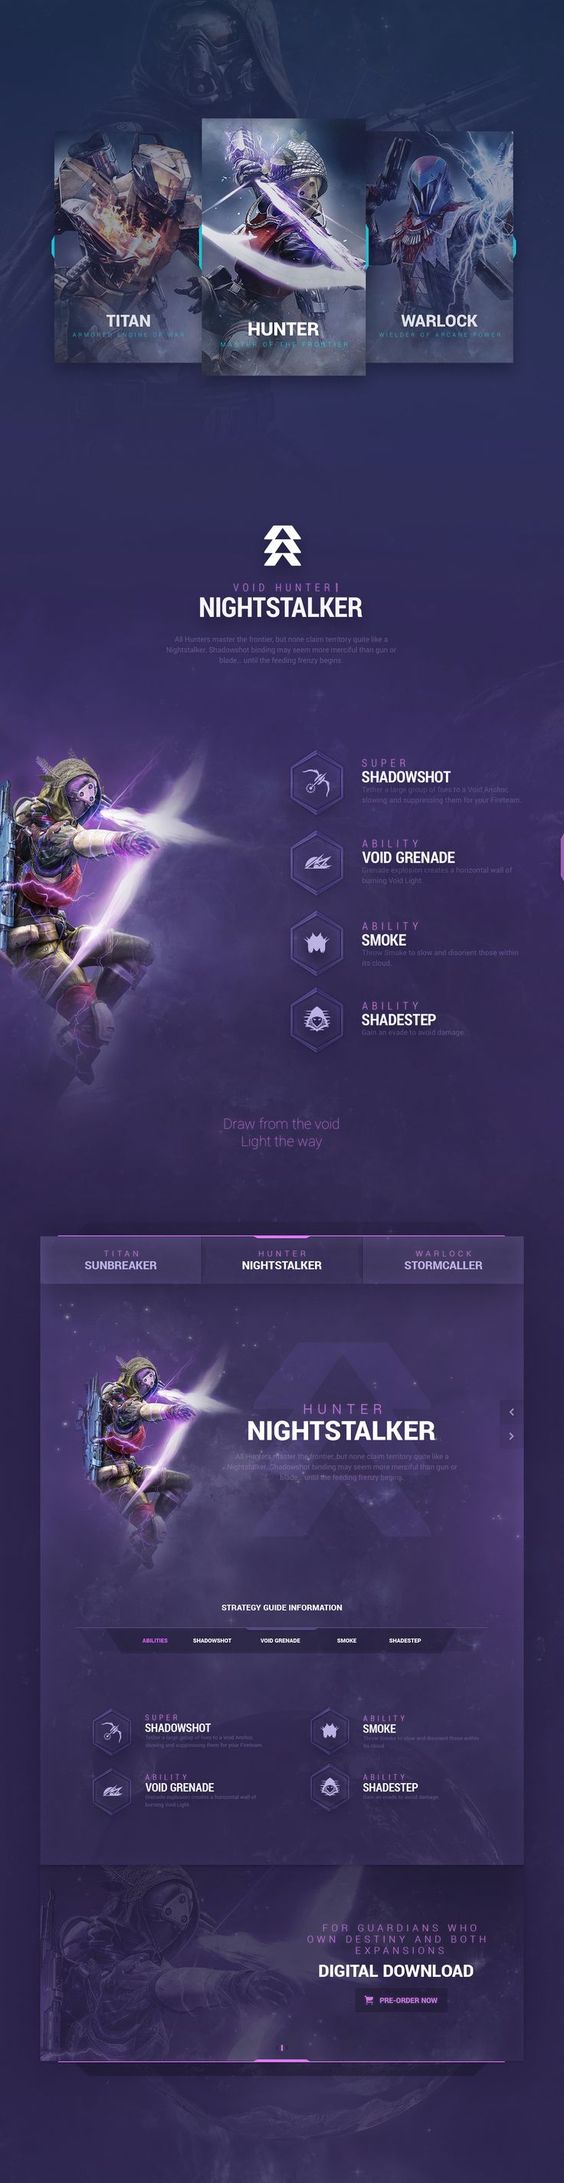 TITAN
ARMORED ENGINE OF WAR
HUNTER
MASTER OF THE FRONTIER
WARLOCK
WIELDER OF ARCANE POWER
VOID HUNTER
NIGHTSTALKER
All Hunters master the frontier, but none claim territory quite like a
Nightstalker. Shadowshot binding may seem more merciful than gun or
blade... until the feeding frenzy begins.
SUPER
SHADOWSHOT
Tether a large group of foes to a Void Anchor,
slowing and suppressing them for your Fireteam.
ABILITY
VOID GRENADE
Grenade explosion creates a horizontal wall of
burning Void Light.
ABILITY
SMOKE
Throw Smoke to slow and disorient those within
its cloud.
ABILITY
SHADESTEP
Gain an evade to avoid damage.
Draw from the void
Light the way
TITAN
SUNBREAKER
HUNTER
NIGHTSTALKER
WARLOCK
STORMCALLER
HUNTER
NIGHTSTALKER
All Hunters master the frontier, but none claim territory quite like a
Nightstalker. Shadowshot binding may seem more merciful than gun or
blade... until the feeding frenzy begins.
STRATEGY GUIDE INFORMATION
ABILITIES
SHADOWSHOT
VOID GRENADE
SMOKE
SHADESTEP
SUPER
SHADOWSHOT
Tether a large group of foes to a Void Anchor,
slowing and suppressing them for your Fireteam.
ABILITY
SMOKE
Throw Smoke to slow and disorient those within
its cloud.
ABILITY
VOID GRENADE
Grenade explosion creates a horizontal wall of
burning Void Light.
ABILITY
SHADESTEP
Gain an evade to avoid damage.
FOR GUARDIANS WHO
OWN DESTINY AND BOTH
EXPANSIONS
DIGITAL DOWNLOAD
PRE-ORDER NOW